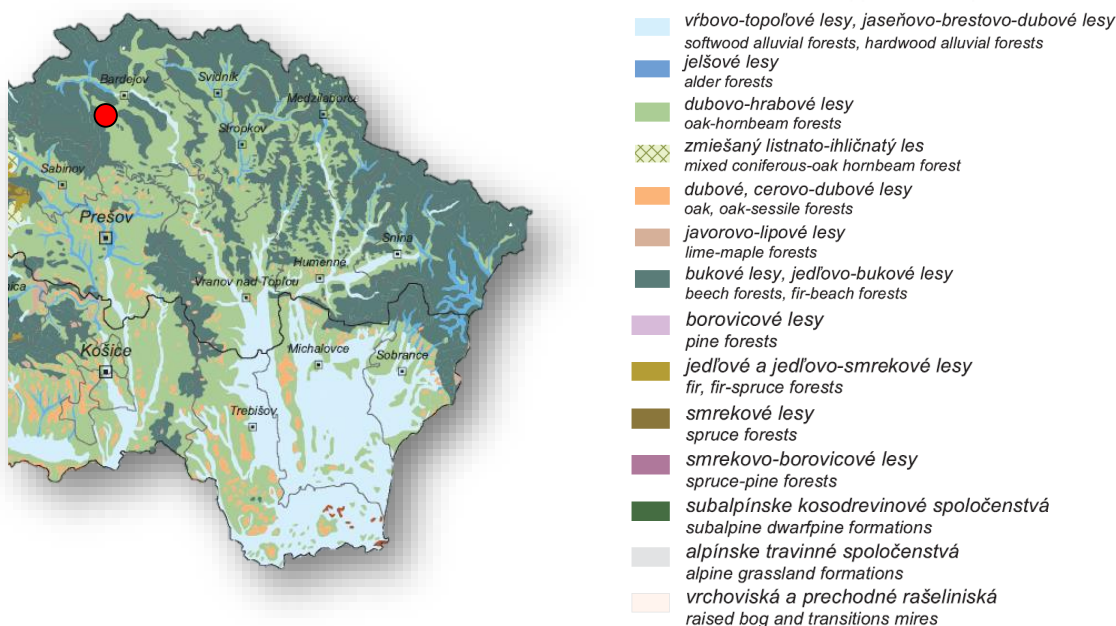 Bardejov
Svidník
Medzilaborce
Stropkov
Sabinov
Prešov
Snina
Humenné
Vranov nad Topľou
Košice
Michalovce
Sobrance
Trebišov
vŕbovo-topoľové lesy, jaseňovo-brestovo-dubové lesy
softwood alluvial forests, hardwood alluvial forests
jelšové lesy
alder forests
dubovo-hrabové lesy
oak-hornbeam forests
zmiešaný listnato-ihličnatý les
mixed coniferous-oak hornbeam forest
dubové, cerovo-dubové lesy
oak, oak-sessile forests
javorovo-lipové lesy
lime-maple forests
bukové lesy, jedľovo-bukové lesy
beech forests, fir-beach forests
borovicové lesy
pine forests
jedľové a jedľovo-smrekové lesy
fir, fir-spruce forests
smrekové lesy
spruce forests
smrekovo-borovicové lesy
spruce-pine forests
subalpínske kosodrevinové spoločenstvá
subalpine dwarfpine formations
alpínske travinné spoločenstvá
alpine grassland formations
vrchoviská a prechodné rašeliniská
raised bog and transitions mires